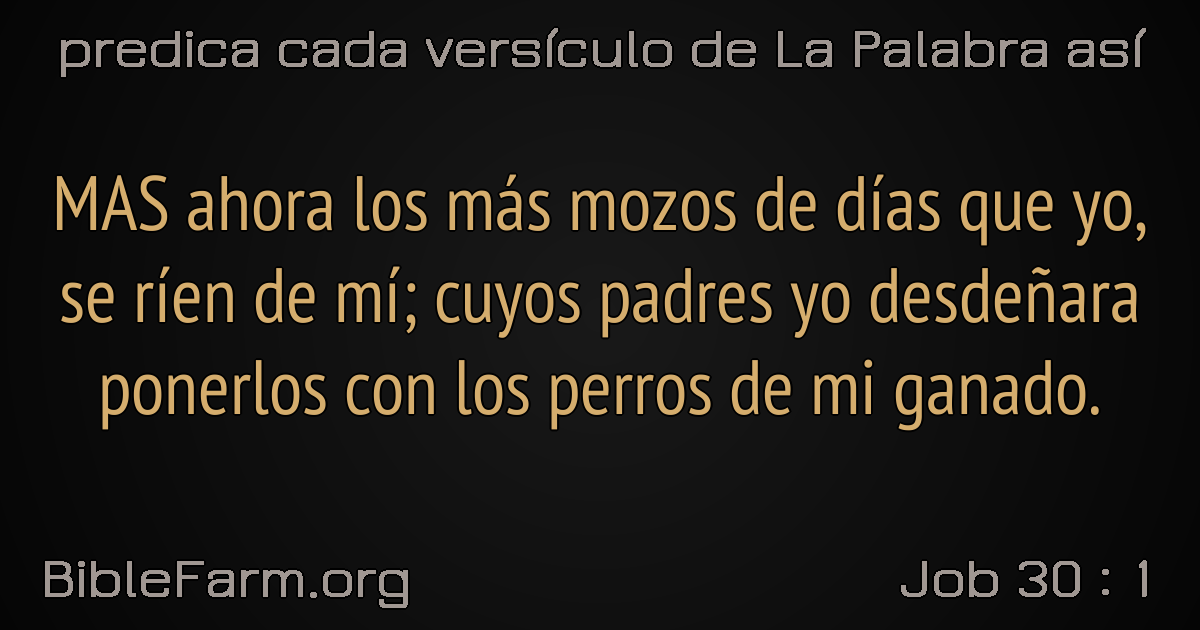 predica cada versículo de La Palabra así
MAS ahora los más mozos de días que yo,
se ríen de mí; cuyos padres yo desdeñara
ponerlos con los perros de mi ganado.
BibleFarm.org
Job 30 : 1